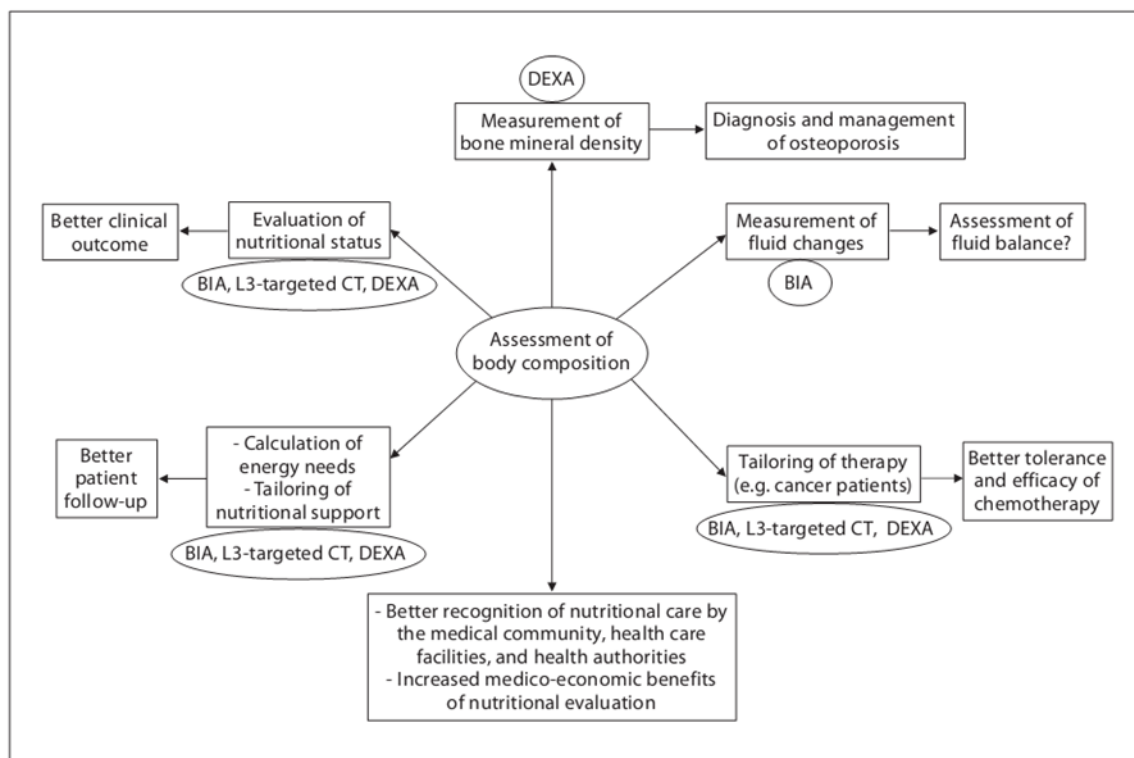 DEXA
Measurement of
bone mineral density
Diagnosis and management
of osteoporosis
Better clinical
outcome
Evaluation of
nutritional status
BIA, L3-targeted CT, DEXA
Measurement of
fluid changes
BIA
Assessment of
fluid balance?
Assessment of
body composition
Better
patient
follow-up
- Calculation of
energy needs
- Tailoring of
nutritional support
BIA, L3-targeted CT, DEXA
Tailoring of therapy
(e.g. cancer patients)
BIA, L3-targeted CT, DEXA
Better tolerance
and efficacy of
chemotherapy
- Better recognition of nutritional care by
the medical community, health care
facilities, and health authorities
- Increased medico-economic benefits
of nutritional evaluation